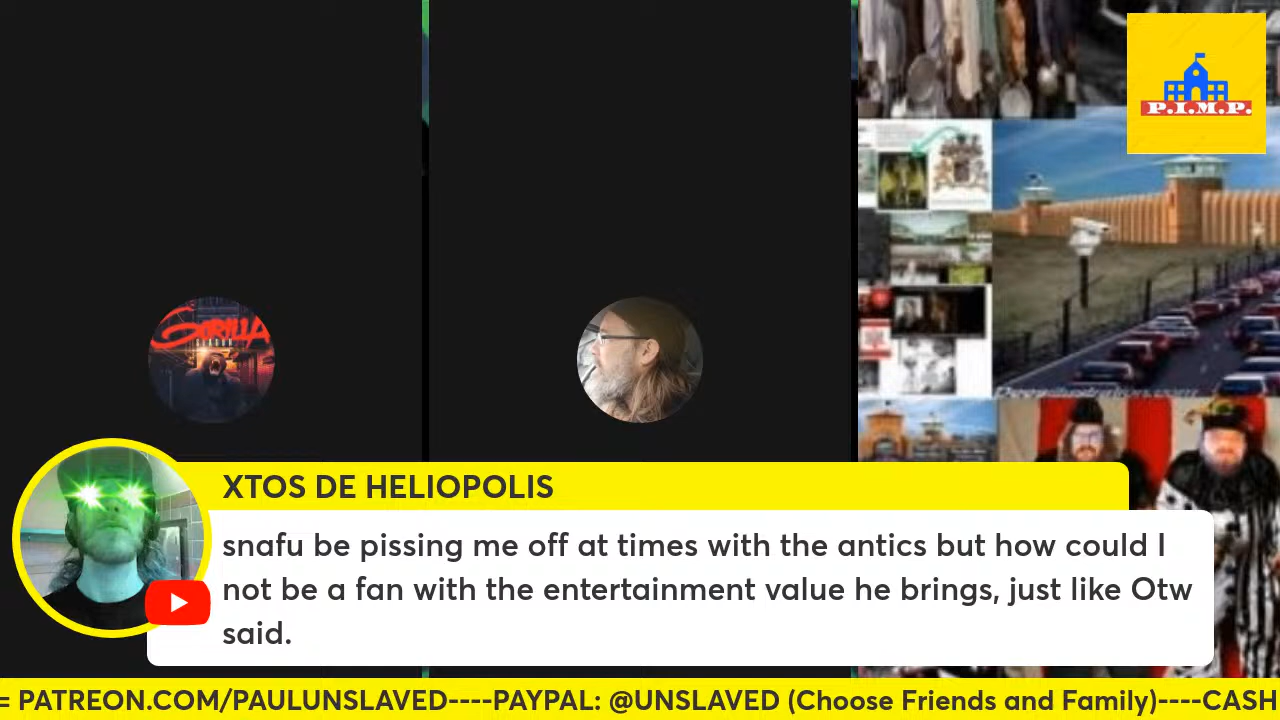 P.I.M.P.
GORILLA
XTOS DE HELIOPOLIS
snafu be pissing me off at times with the antics but how could I
not be a fan with the entertainment value he brings, just like Otw
said.
= PATREON.COM/PAULUNSLAVED----PAYPAL: @UNSLAVED (Choose Friends and Family)----CASH